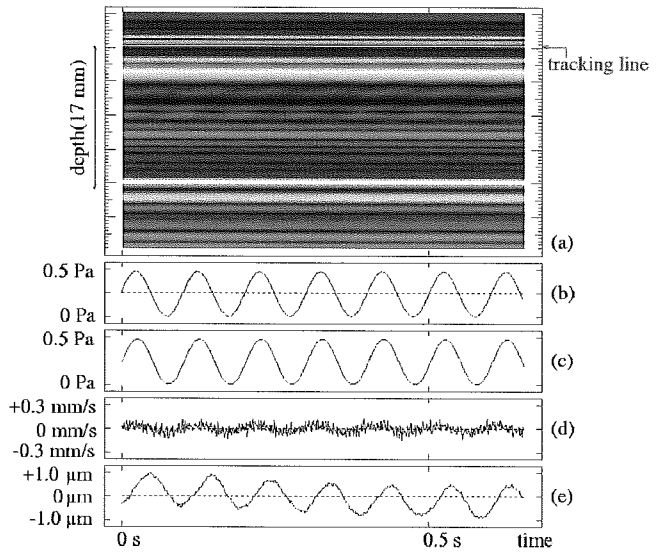 tracking line
depth(17 mm)
(a)
0.5 Pa
0 Pa
(b)
0.5 Pa
0 Pa
(c)
+0.3 mm/s
0 mm/s
-0.3 mm/s
(d)
+1.0 µm
0 µm
-1.0 µm
(e)
0 s
0.5 s
time